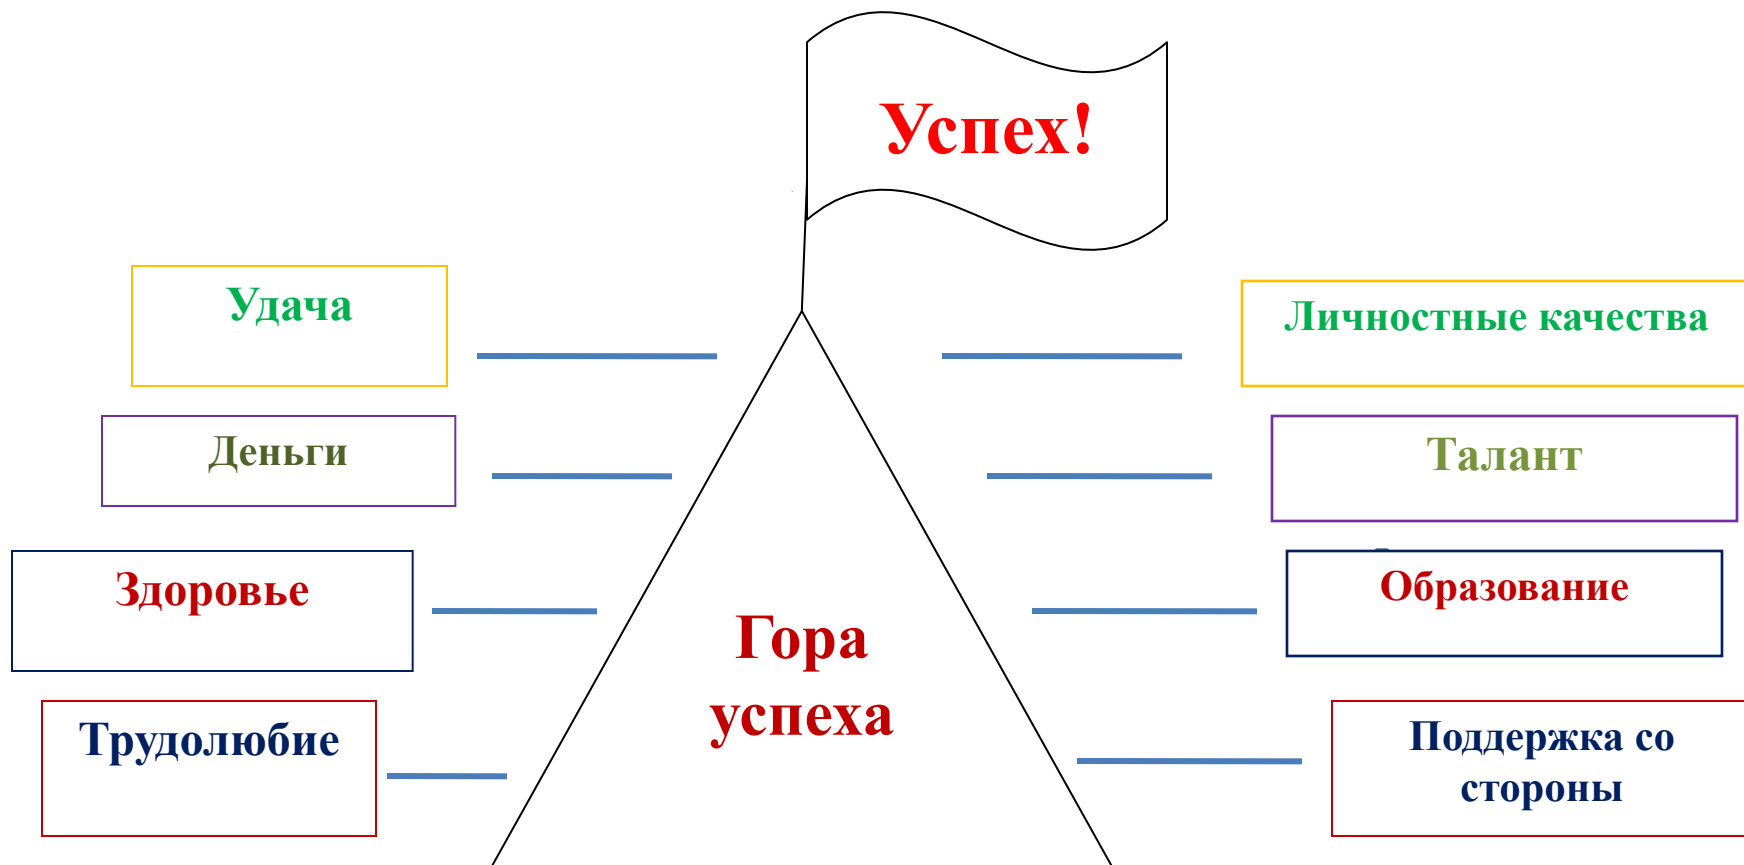 Успех!
Удача
Личностные качества
Деньги
Талант
Здоровье
Образование
Гора
успеха
Трудолюбие
Поддержка со
стороны